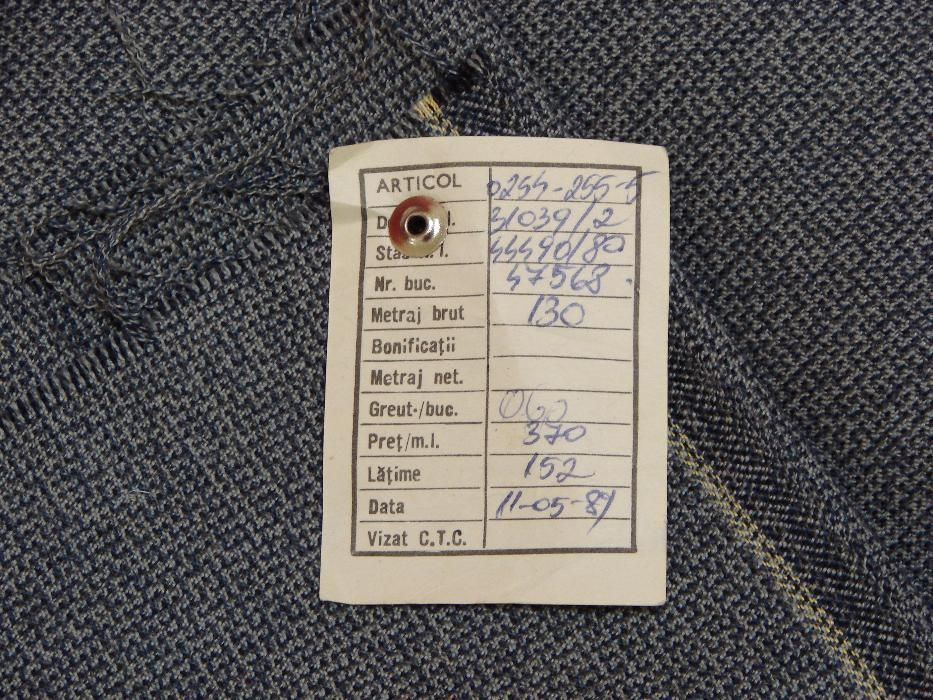 ARTICOL 0254-255-5
31039/2
44490/80
Nr. buc. 47568
Metraj brut 130
Bonificații
Metraj net.
Greut./buc. 060
Preț/m.l. 370
Lățime 152
Data 11-05-89
Vizat C.T.C.